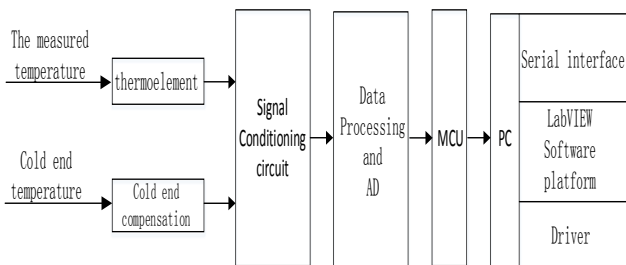 The measured
temperature
thermoelement
Cold end
temperature
Cold end
compensation
Signal
Conditioning
circuit
Data
Processing
and
AD
MCU
PC
Serial interface
LabVIEW
Software
platform
Driver